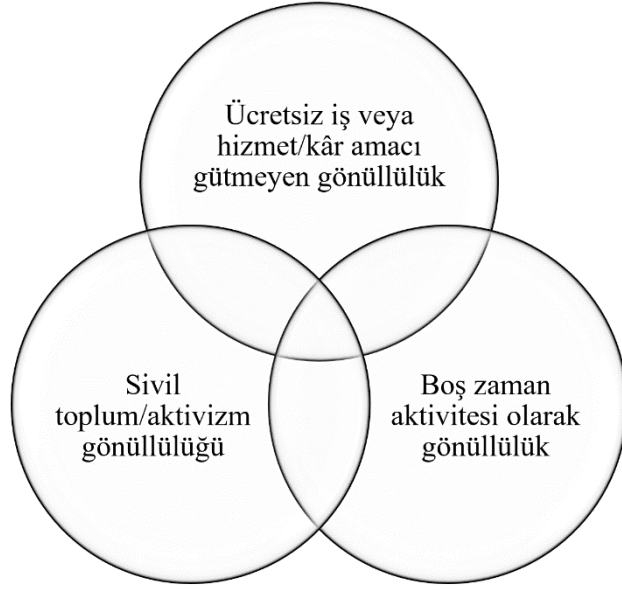 Ücretsiz iş veya
hizmet/kâr amacı
gütmeyen gönüllülük
Sivil
toplum/aktivizm
gönüllülüğü
Boş zaman
aktivitesi olarak
gönüllülük